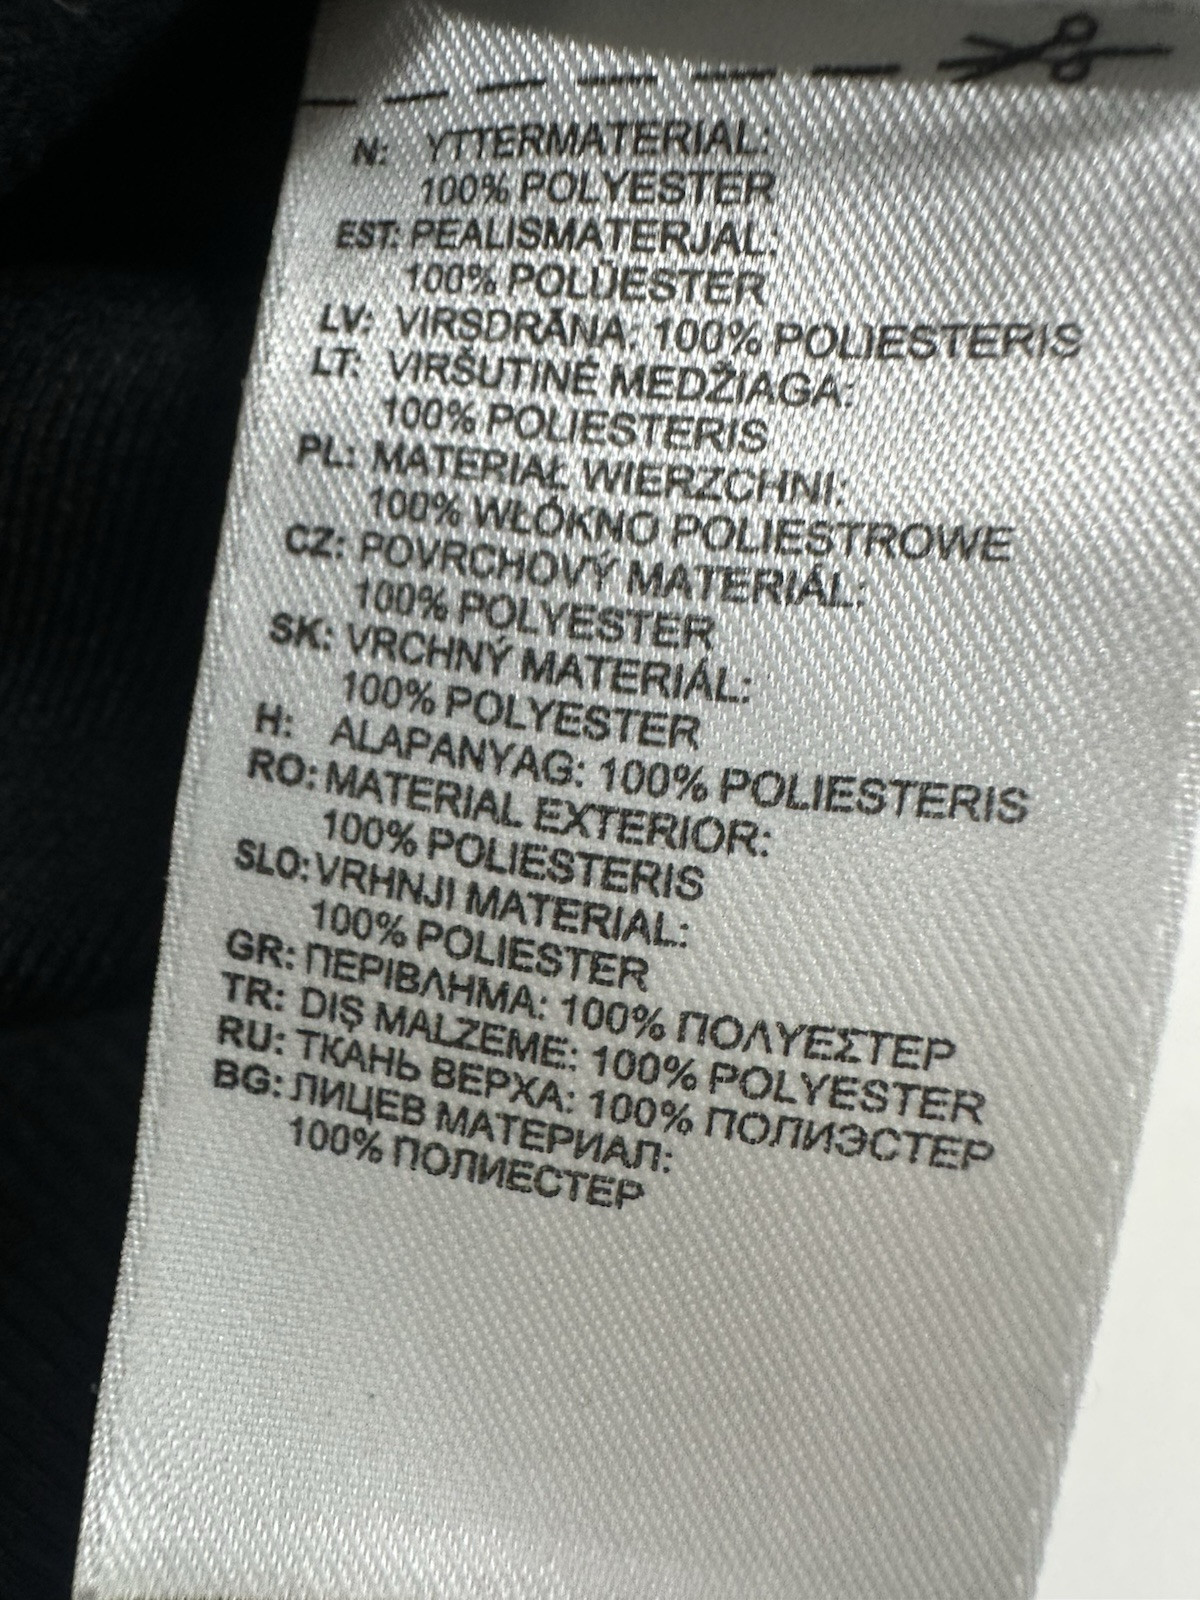 N: YTTERMATERIAL:
100% POLYESTER
EST: PEALISMATERJAL:
100% POLÜESTER
LV: VIRSDRĀNA: 100% POLIESTERIS
LT: VIRŠUTINĖ MEDŽIAGA:
100% POLIESTERIS
PL: MATERIAŁ WIERZCHNI:
100% WŁÓKNO POLIESTROWE
CZ: POVRCHOVÝ MATERIÁL:
100% POLYESTER
SK: VRCHNÝ MATERIÁL:
100% POLYESTER
H: ALAPANYAG: 100% POLIESTERIS
RO: MATERIAL EXTERIOR:
100% POLIESTERIS
SLO: VRHNJI MATERIAL:
100% POLIESTER
GR: ΠΕΡΙΒΛΗΜΑ: 100% ΠΟΛΥΕΣΤΕΡ
TR: DIŞ MALZEME: 100% POLYESTER
RU: ТКАНЬ ВЕРХА: 100% ПОЛИЭСТЕР
BG: ЛИЦЕВ МАТЕРИАЛ:
100% ПОЛИЕСТЕР